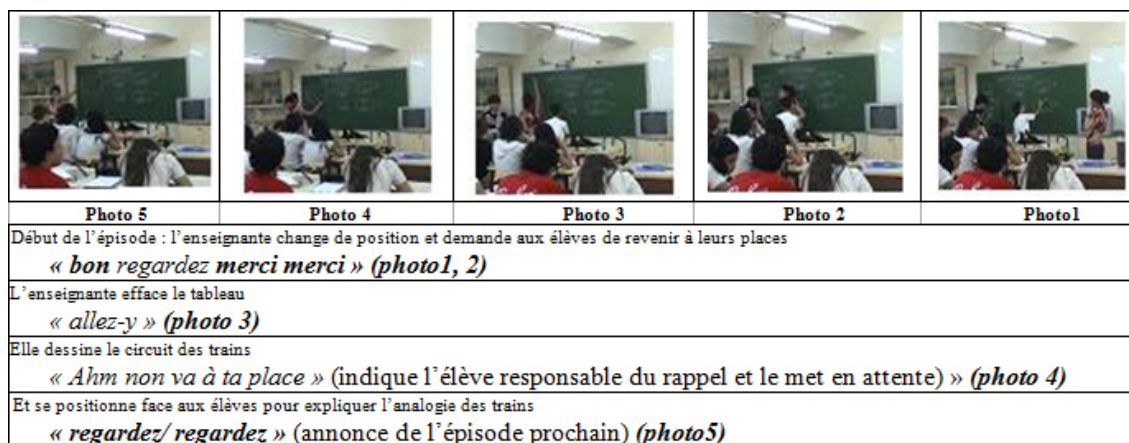 Photo 5 Photo 4 Photo 3 Photo 2 Photo1
Début de l’épisode : l’enseignante change de position et demande aux élèves de revenir à leurs places
« bon regardez merci merci » (photo1, 2)
L’enseignante efface le tableau
« allez-y » (photo 3)
Elle dessine le circuit des trains
« Ahm non va à ta place » (indique l’élève responsable du rappel et le met en attente) » (photo 4)
Et se positionne face aux élèves pour expliquer l’analogie des trains
« regardez/ regardez » (annonce de l’épisode prochain) (photo5)